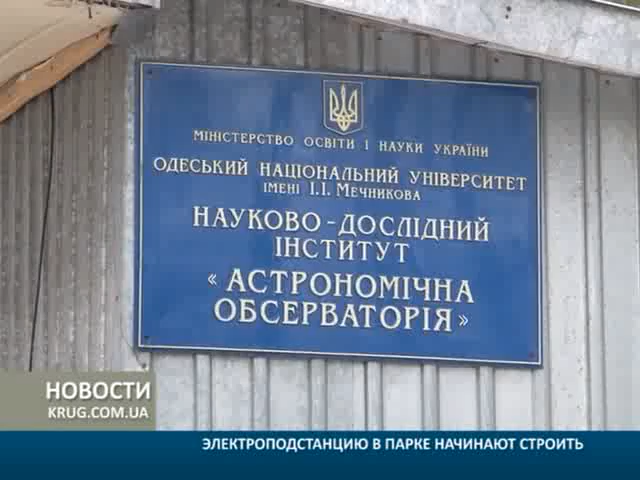 МІНІСТЕРСТВО ОСВІТИ І НАУКИ УКРАЇНИ
ОДЕСЬКИЙ НАЦІОНАЛЬНИЙ УНІВЕРСИТЕТ
ІМЕНІ І.І. МЕЧНИКОВА
НАУКОВО-ДОСЛІДНИЙ
ІНСТИТУТ
«АСТРОНОМІЧНА
ОБСЕРВАТОРІЯ»
НОВОСТИ
KRUG.COM.UA
ЭЛЕКТРОПОДСТАНЦИЮ В ПАРКЕ НАЧИНАЮТ СТРОИТЬ